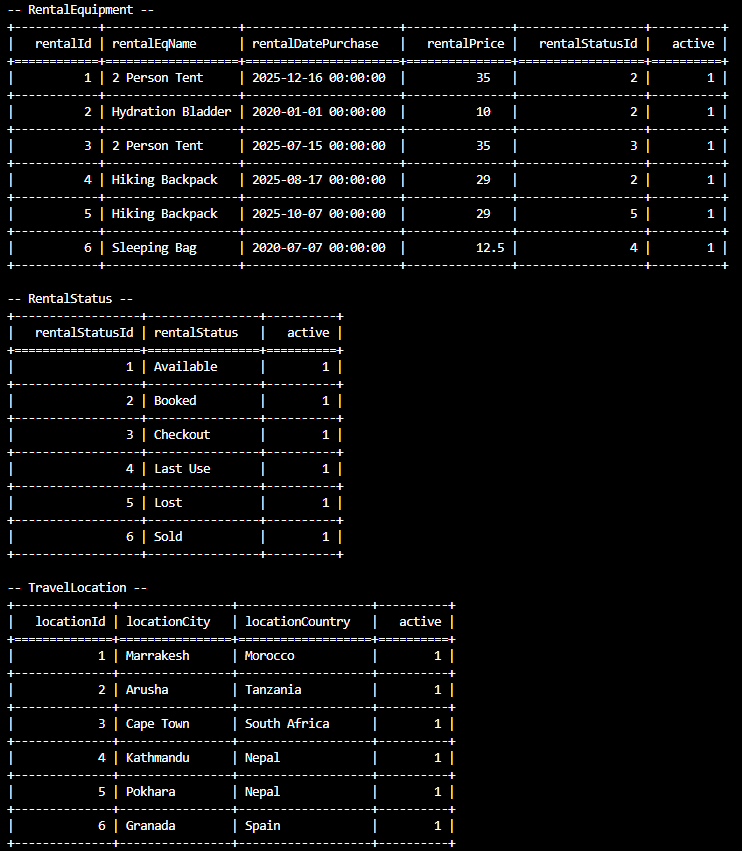 -- RentalEquipment --
+------------+-------------------+----------------------+---------------+------------------+----------+
|   rentalId | rentalEqName      | rentalDatePurchase   |   rentalPrice |   rentalStatusId |   active |
+============+===================+======================+===============+==================+==========+
|          1 | 2 Person Tent     | 2025-12-16 00:00:00  |          35   |                2 |        1 |
+------------+-------------------+----------------------+---------------+------------------+----------+
|          2 | Hydration Bladder | 2020-01-01 00:00:00  |          10   |                2 |        1 |
+------------+-------------------+----------------------+---------------+------------------+----------+
|          3 | 2 Person Tent     | 2025-07-15 00:00:00  |          35   |                3 |        1 |
+------------+-------------------+----------------------+---------------+------------------+----------+
|          4 | Hiking Backpack   | 2025-08-17 00:00:00  |          29   |                2 |        1 |
+------------+-------------------+----------------------+---------------+------------------+----------+
|          5 | Hiking Backpack   | 2025-10-07 00:00:00  |          29   |                5 |        1 |
+------------+-------------------+----------------------+---------------+------------------+----------+
|          6 | Sleeping Bag      | 2020-07-07 00:00:00  |          12.5 |                4 |        1 |
+------------+-------------------+----------------------+---------------+------------------+----------+
-- RentalStatus --
+------------------+----------------+----------+
|   rentalStatusId | rentalStatus   |   active |
+==================+================+==========+
|                1 | Available      |        1 |
+------------------+----------------+----------+
|                2 | Booked         |        1 |
+------------------+----------------+----------+
|                3 | Checkout       |        1 |
+------------------+----------------+----------+
|                4 | Last Use       |        1 |
+------------------+----------------+----------+
|                5 | Lost           |        1 |
+------------------+----------------+----------+
|                6 | Sold           |        1 |
+------------------+----------------+----------+
-- TravelLocation --
+--------------+----------------+-------------------+----------+
|   locationId | locationCity   | locationCountry   |   active |
+==============+================+===================+==========+
|            1 | Marrakesh      | Morocco           |        1 |
+--------------+----------------+-------------------+----------+
|            2 | Arusha         | Tanzania          |        1 |
+--------------+----------------+-------------------+----------+
|            3 | Cape Town      | South Africa      |        1 |
+--------------+----------------+-------------------+----------+
|            4 | Kathmandu      | Nepal             |        1 |
+--------------+----------------+-------------------+----------+
|            5 | Pokhara        | Nepal             |        1 |
+--------------+----------------+-------------------+----------+
|            6 | Granada        | Spain             |        1 |
+--------------+----------------+-------------------+----------+